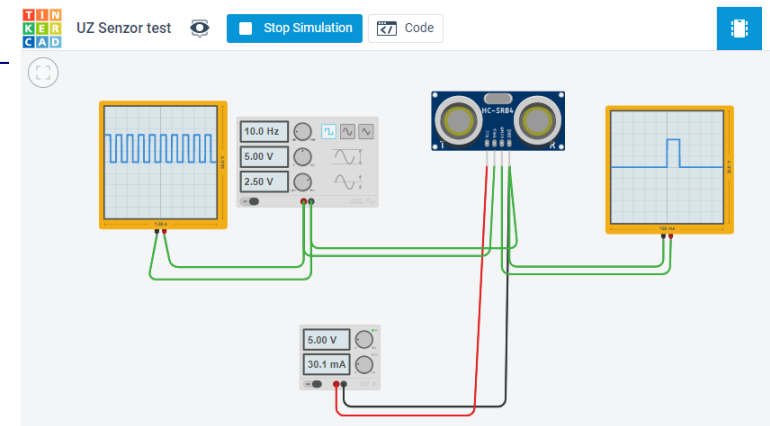 TIN
KER
CAD
UZ Senzor test
Stop Simulation
Code
10.0 Hz
5.00 V
2.50 V
HC-SR04
5.00 V
30.1 mA